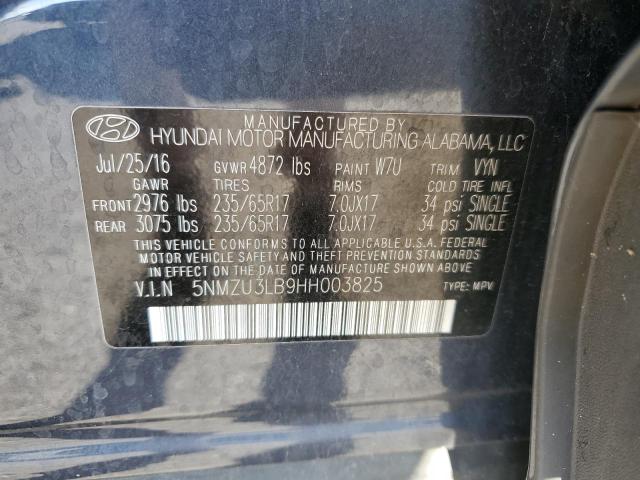 MANUFACTURED BY
HYUNDAI MOTOR MANUFACTURING ALABAMA, LLC
Jul/25/16 GVWR 4872 lbs PAINT W7U TRIM VYN
GAWR TIRES RIMS COLD TIRE INFL
FRONT 2976 lbs 235/65R17 7.0JX17 34 psi SINGLE
REAR 3075 lbs 235/65R17 7.0JX17 34 psi SINGLE
THIS VEHICLE CONFORMS TO ALL APPLICABLE U.S.A. FEDERAL
MOTOR VEHICLE SAFETY AND THEFT PREVENTION STANDARDS
IN EFFECT ON THE DATE OF MANUFACTURE SHOWN ABOVE.
V.I.N 5NMZU3LB9HH003825 TYPE: MPV